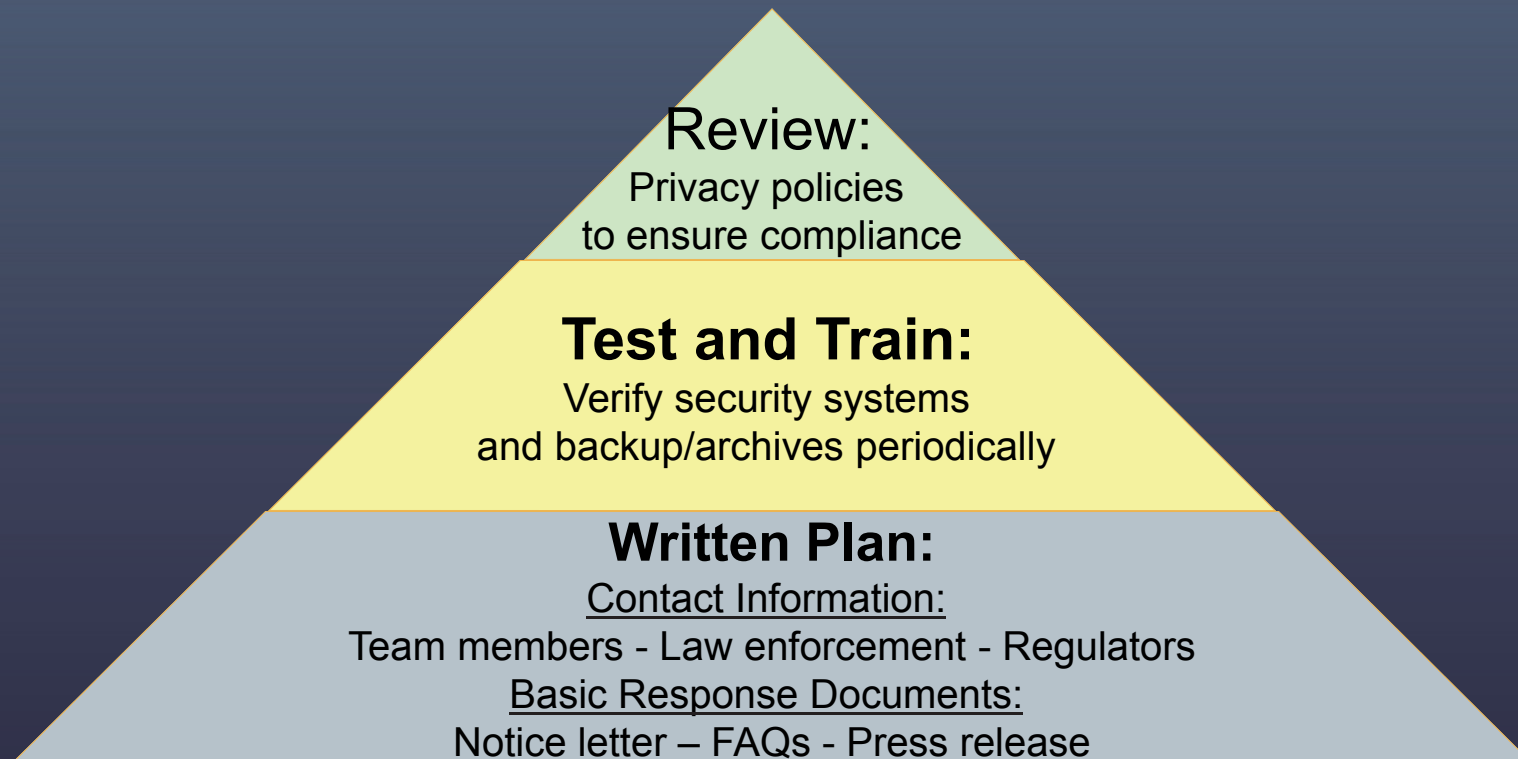 Review:
Privacy policies
to ensure compliance
Test and Train:
Verify security systems
and backup/archives periodically
Written Plan:
Contact Information:
Team members - Law enforcement - Regulators
Basic Response Documents:
Notice letter – FAQs - Press release